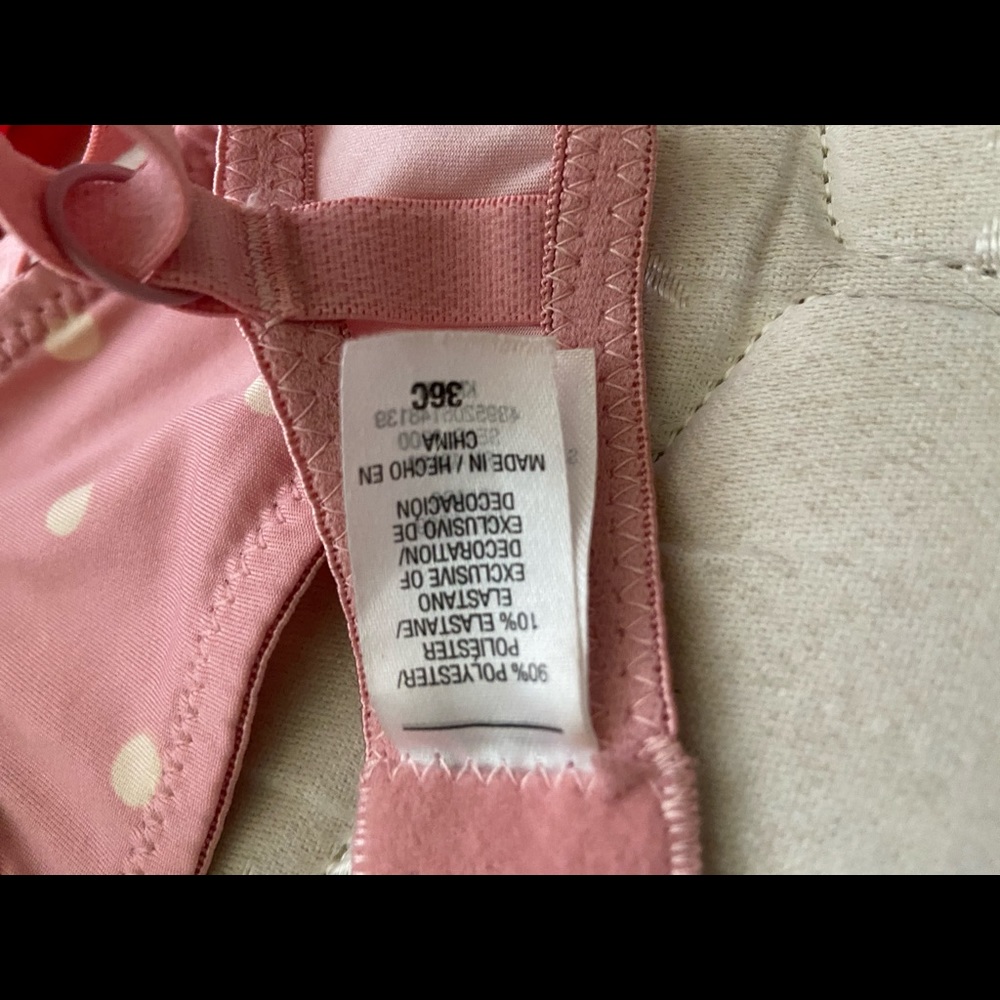 90% POLYESTER/
POLIÉSTER
10% ELASTANE/
ELASTANO
EXCLUSIVE OF
DECORATION/
EXCLUSIVO DE
DECORACIÓN
MADE IN / HECHO EN
CHINA
36C